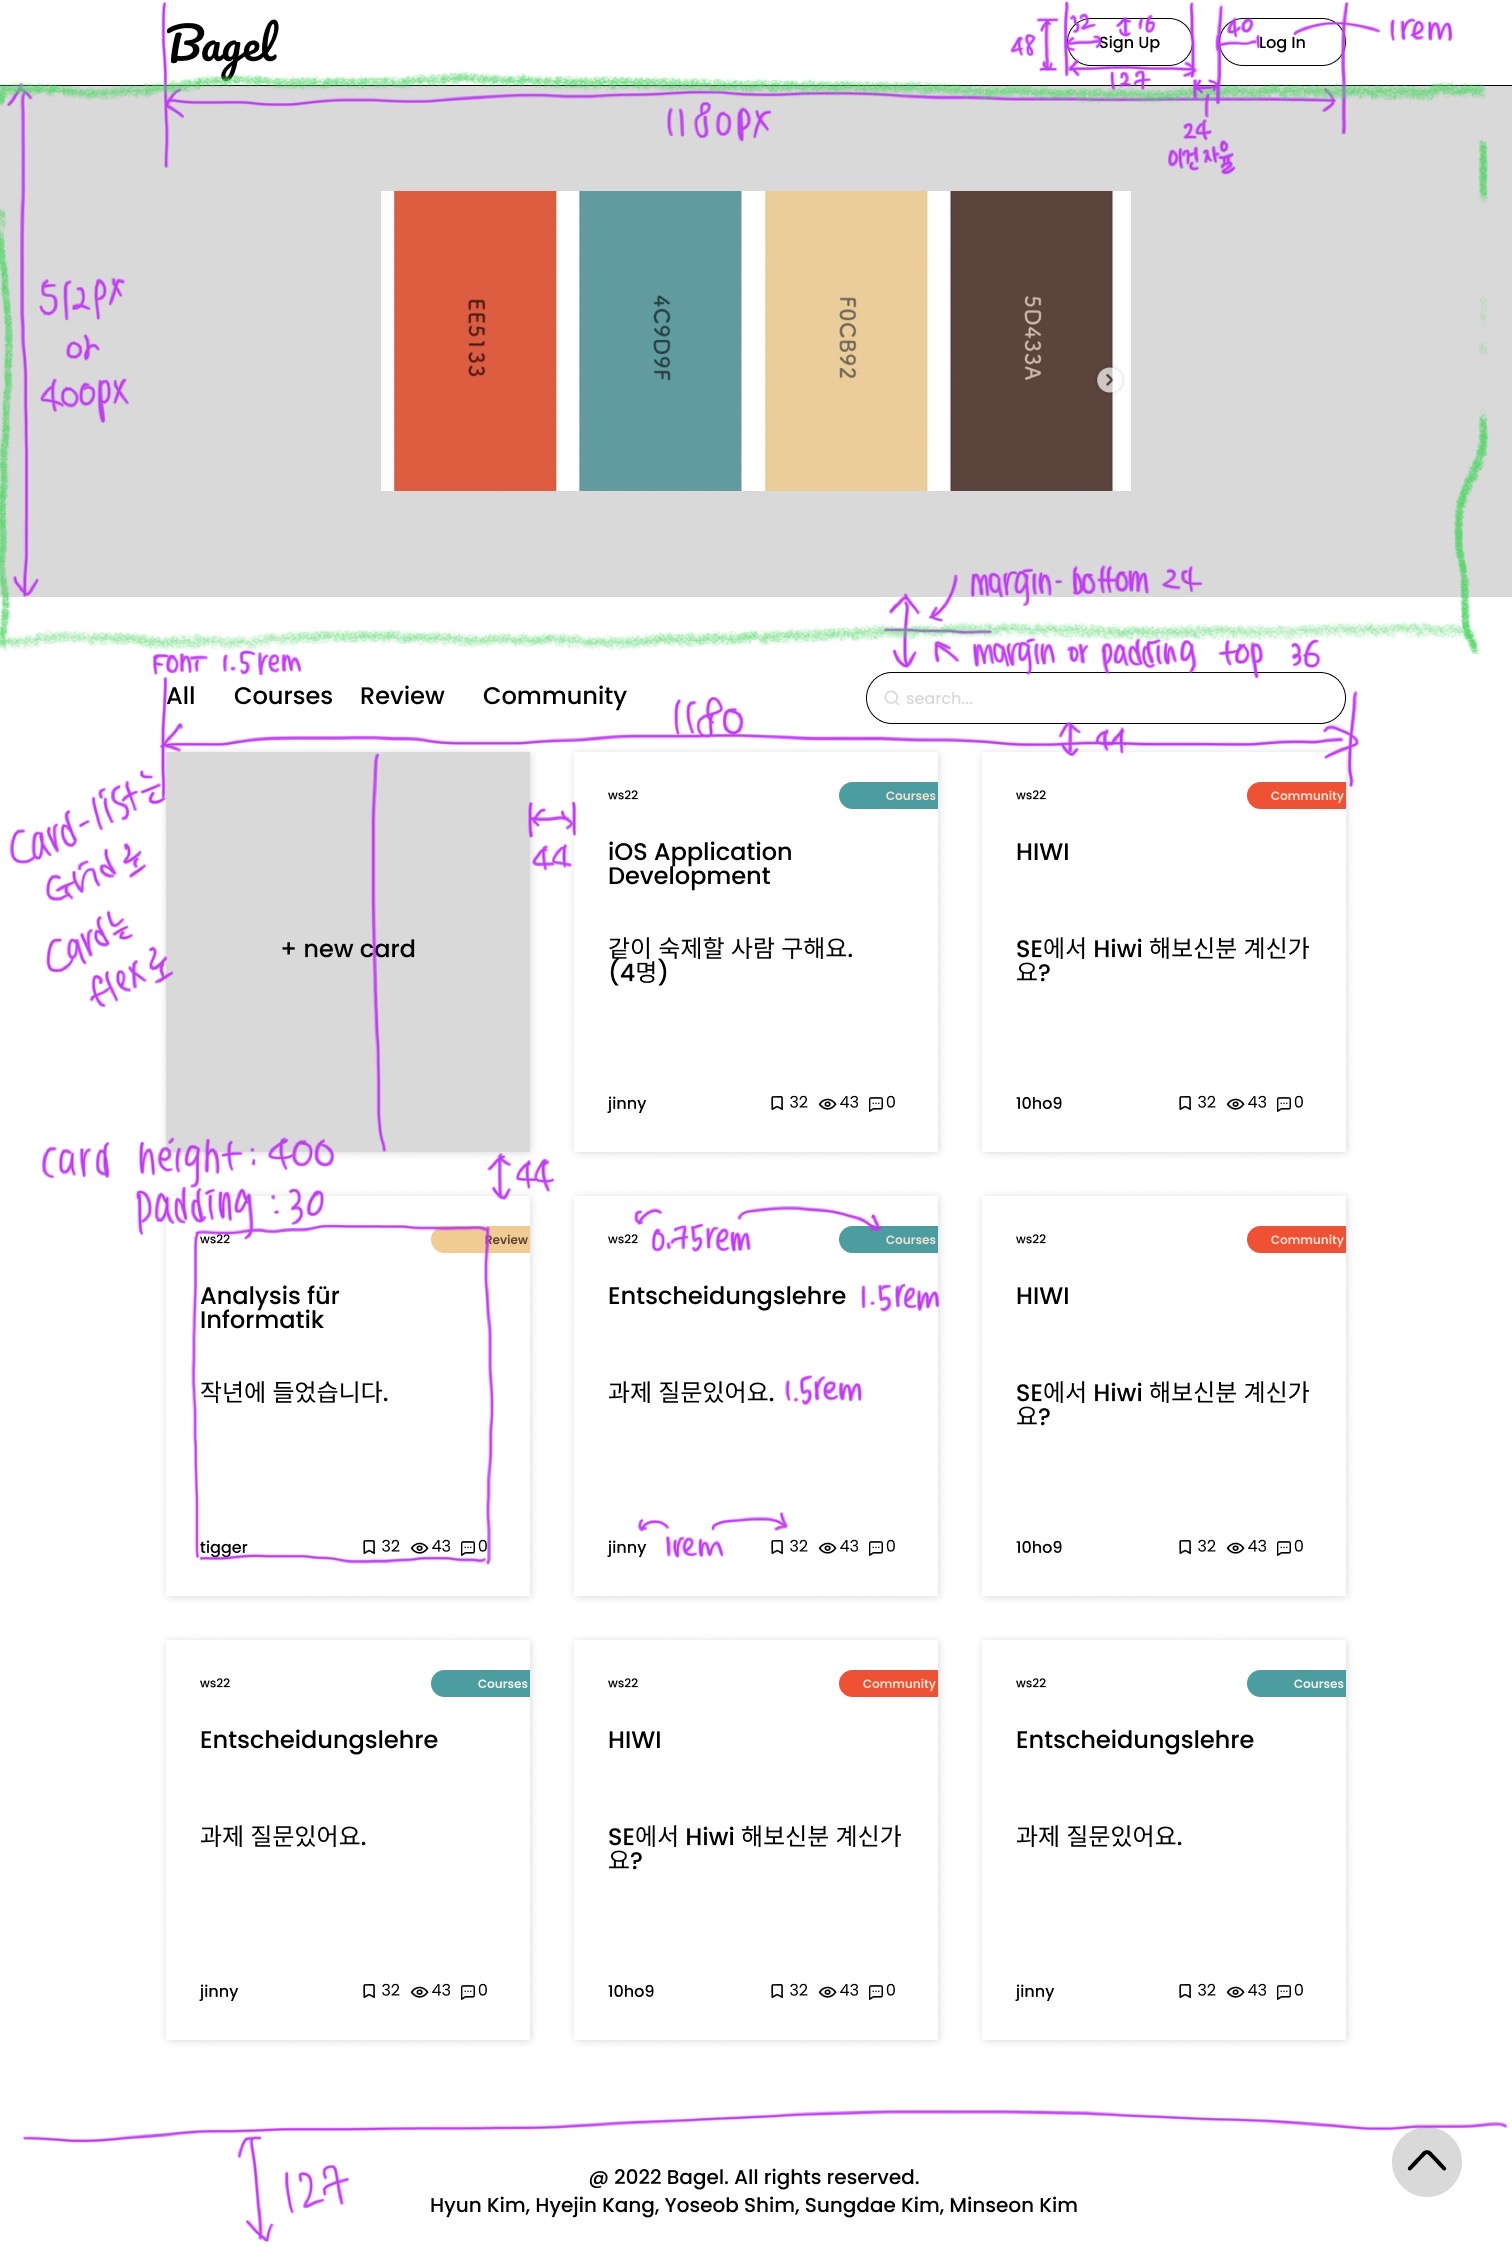 Bagel
48
32
16
Sign Up
127
40
Log In
1rem
1180px
24
이건 자율
512px
or
400px
EE5133
4C9D9F
F0CB92
5D433A
margin-bottom 24
margin or padding top 36
Font 1.5rem
All Courses Review Community
search...
1180
44
Card-list는
Grid로
Card는
flex로
+ new card
44
ws22
Courses
iOS Application
Development
같이 숙제할 사람 구해요.
(4명)
jinny
32 43 0
ws22
Community
HIWI
SE에서 Hiwi 해보신분 계신가
요?
10ho9
32 43 0
card height: 400
padding : 30
44
ws22
Review
Analysis für
Informatik
작년에 들었습니다.
tigger
32 43 0
ws22
0.75rem
Courses
Entscheidungslehre
1.5rem
과제 질문있어요.
1.5rem
jinny
1rem
32 43 0
ws22
Community
HIWI
SE에서 Hiwi 해보신분 계신가
요?
10ho9
32 43 0
ws22
Courses
Entscheidungslehre
과제 질문있어요.
jinny
32 43 0
ws22
Community
HIWI
SE에서 Hiwi 해보신분 계신가
요?
10ho9
32 43 0
ws22
Courses
Entscheidungslehre
과제 질문있어요.
jinny
32 43 0
127
@ 2022 Bagel. All rights reserved.
Hyun Kim, Hyejin Kang, Yoseob Shim, Sungdae Kim, Minseon Kim